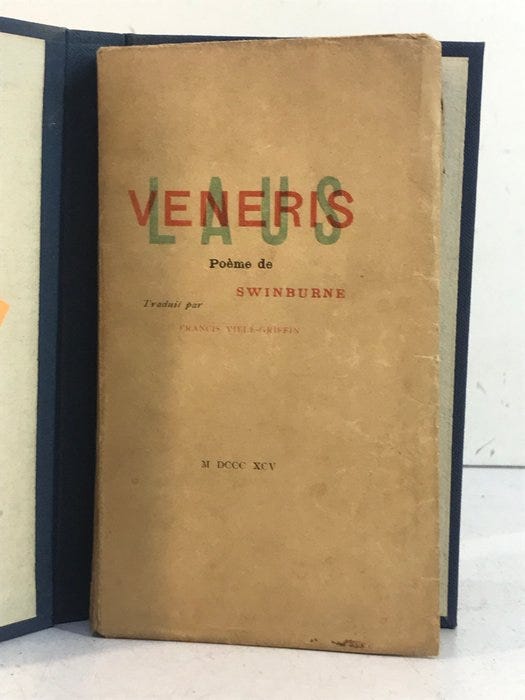 LAUS
VENERIS
Poème de
SWINBURNE
Traduit par
FRANCIS VIELÉ-GRIFFIN
M DCCC XCV